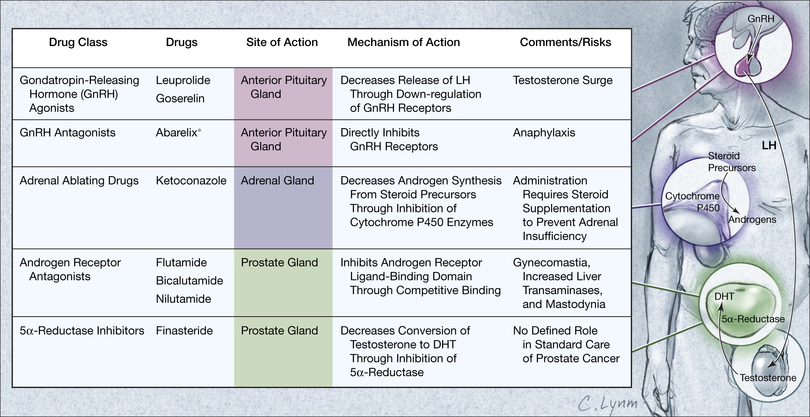 Drug Class
Drugs
Site of Action
Mechanism of Action
Comments/Risks
Gondatropin-Releasing
Hormone (GnRH)
Agonists
Leuprolide
Goserelin
Anterior Pituitary
Gland
Decreases Release of LH
Through Down-regulation
of GnRH Receptors
Testosterone Surge
GnRH Antagonists
Abarelix*
Anterior Pituitary
Gland
Directly Inhibits
GnRH Receptors
Anaphylaxis
Adrenal Ablating Drugs
Ketoconazole
Adrenal Gland
Decreases Androgen Synthesis
From Steroid Precursors
Through Inhibition of
Cytochrome P450 Enzymes
Administration
Requires Steroid
Supplementation
to Prevent Adrenal
Insufficiency
Androgen Receptor
Antagonists
Flutamide
Bicalutamide
Nilutamide
Prostate Gland
Inhibits Androgen Receptor
Ligand-Binding Domain
Through Competitive Binding
Gynecomastia,
Increased Liver
Transaminases,
and Mastodynia
5α-Reductase Inhibitors
Finasteride
Prostate Gland
Decreases Conversion of
Testosterone to DHT
Through Inhibition of
5α-Reductase
No Defined Role
in Standard Care
of Prostate Cancer
GnRH
LH
Steroid
Precursors
Cytochrome
P450
Androgens
DHT
5α-Reductase
Testosterone
C. Lynm